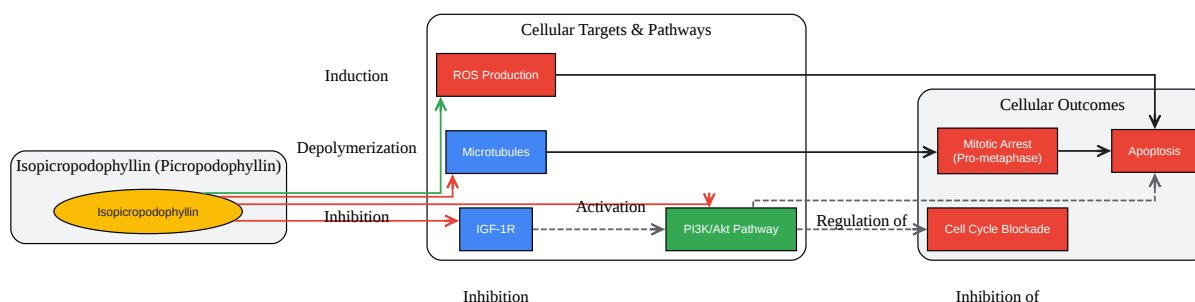 Cellular Targets & Pathways
Induction
ROS Production
Cellular Outcomes
Depolymerization
Microtubules
Mitotic Arrest
(Pro-metaphase)
Apoptosis
Isopicropodophyllin (Picropodophyllin)
Isopicropodophyllin
Inhibition
IGF-1R
Activation
PI3K/Akt Pathway
Regulation of
Cell Cycle Blockade
Inhibition
Inhibition of